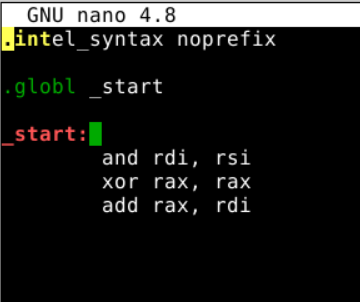 GNU nano 4.8
.intel_syntax noprefix
.globl _start
_start:
and rdi, rsi
xor rax, rax
add rax, rdi